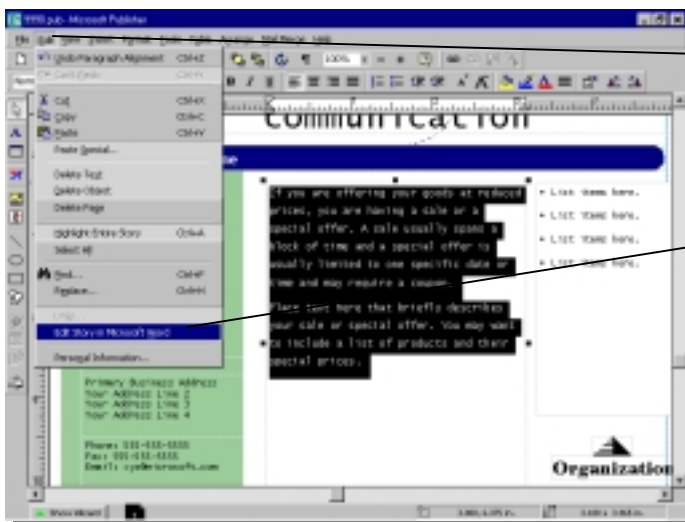 1999.pub - Microsoft Publisher
File Edit View Insert Format Tools Table Arrange Mail Merge Help
Undo Paragraph Alignment Ctrl+Z
100%
Cut Ctrl+X
Copy Ctrl+C
Paste Ctrl+V
Paste Special...
Delete Text
Delete Object
Delete Page
Highlight Entire Story Ctrl+A
Select All
Find... Ctrl+F
Replace... Ctrl+H
Edit Story in Microsoft Word
Personal Information...
communication
If you are offering your goods at reduced
prices, you are having a sale or a
special offer. A sale usually spans a
block of time and a special offer is
usually limited to one specific date or
time and may require a coupon.
Place text here that briefly describes
your sale or special offer. You may want
to include a list of products and their
special prices.
• List items here.
• List items here.
• List items here.
• List items here.
Primary Business Address
Your Address Line 2
Your Address Line 3
Your Address Line 4
Phone: 555-555-5555
Fax: 555-555-5555
Email: xyz@microsoft.com
Organization
Show Wizard